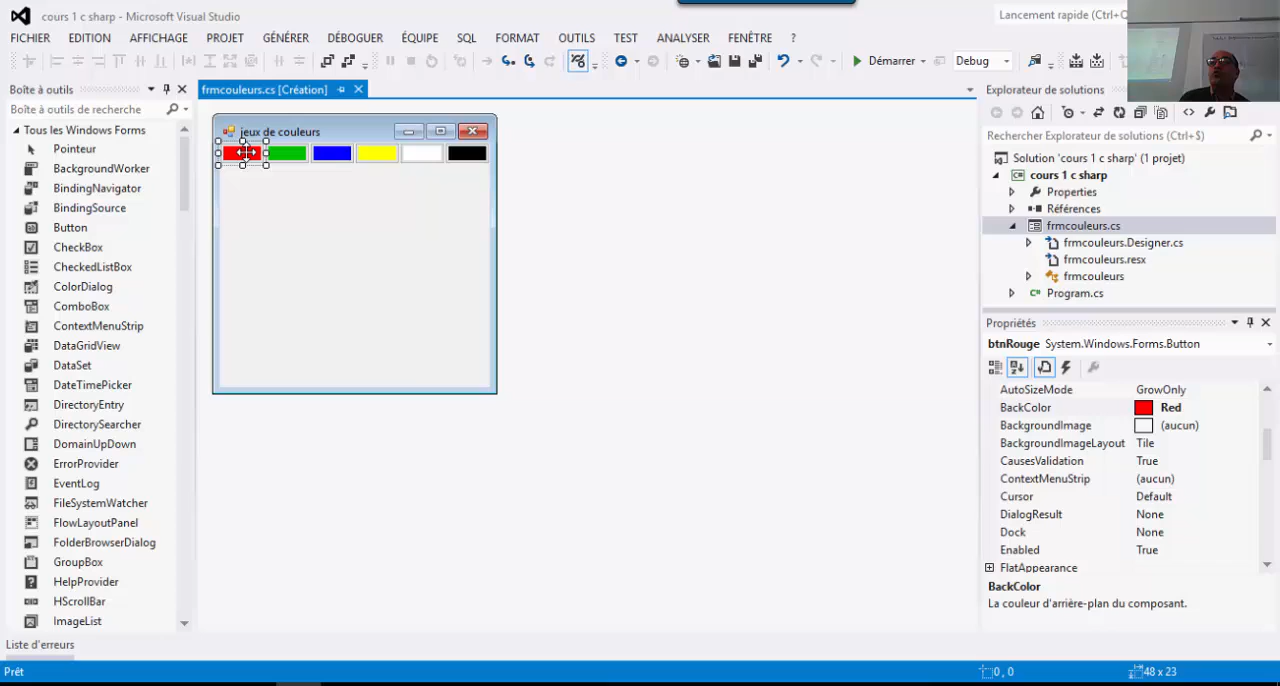 cours 1 c sharp - Microsoft Visual Studio
Lancement rapide (Ctrl+Q
FICHIER EDITION AFFICHAGE PROJET GÉNÉRER DÉBOGUER ÉQUIPE SQL FORMAT OUTILS TEST ANALYSER FENÊTRE ?
Démarrer Debug
Boîte à outils
Boîte à outils de recherche
Tous les Windows Forms
Pointeur
BackgroundWorker
BindingNavigator
BindingSource
Button
CheckBox
CheckedListBox
ColorDialog
ComboBox
ContextMenuStrip
DataGridView
DataSet
DateTimePicker
DirectoryEntry
DirectorySearcher
DomainUpDown
ErrorProvider
EventLog
FileSystemWatcher
FlowLayoutPanel
FolderBrowserDialog
GroupBox
HelpProvider
HScrollBar
ImageList
frmcouleurs.cs [Création]
jeux de couleurs
Explorateur de solutions
Rechercher Explorateur de solutions (Ctrl+$)
Solution 'cours 1 c sharp' (1 projet)
cours 1 c sharp
Properties
Références
frmcouleurs.cs
frmcouleurs.Designer.cs
frmcouleurs.resx
frmcouleurs
Program.cs
Propriétés
btnRouge System.Windows.Forms.Button
AutoSizeMode GrowOnly
BackColor Red
BackgroundImage (aucun)
BackgroundImageLayout Tile
CausesValidation True
ContextMenuStrip (aucun)
Cursor Default
DialogResult None
Dock None
Enabled True
FlatAppearance
BackColor
La couleur d'arrière-plan du composant.
Liste d'erreurs
Prêt
0 , 0
48 x 23